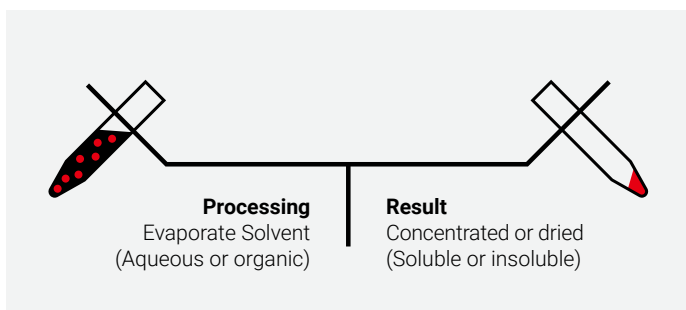 Processing
Evaporate Solvent
(Aqueous or organic)
Result
Concentrated or dried
(Soluble or insoluble)